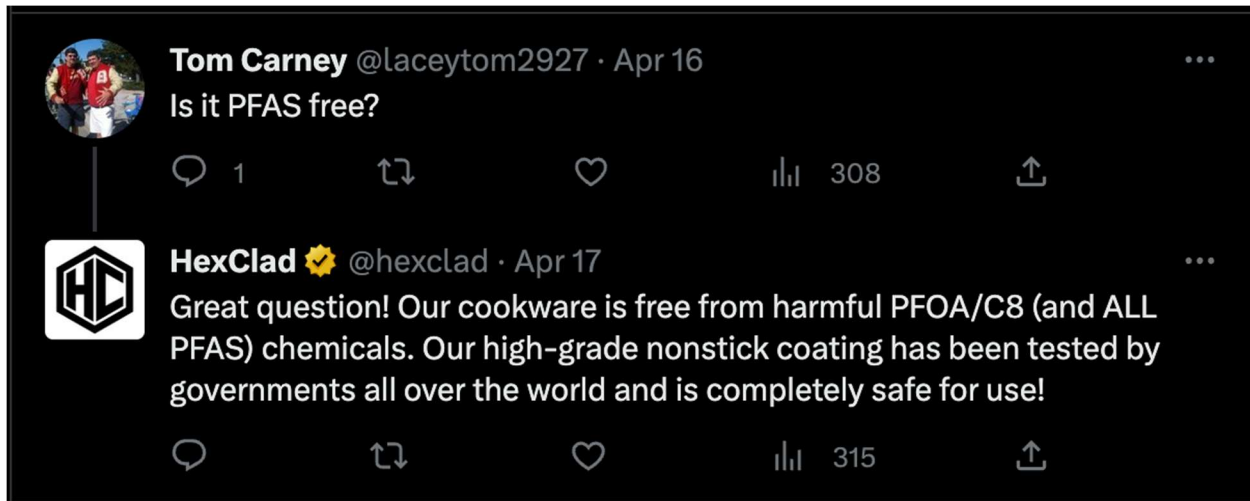 Tom Carney @laceytom2927 · Apr 16
Is it PFAS free?
1 308
HC
HexClad @hexclad · Apr 17
Great question! Our cookware is free from harmful PFOA/C8 (and ALL
PFAS) chemicals. Our high-grade nonstick coating has been tested by
governments all over the world and is completely safe for use!
315